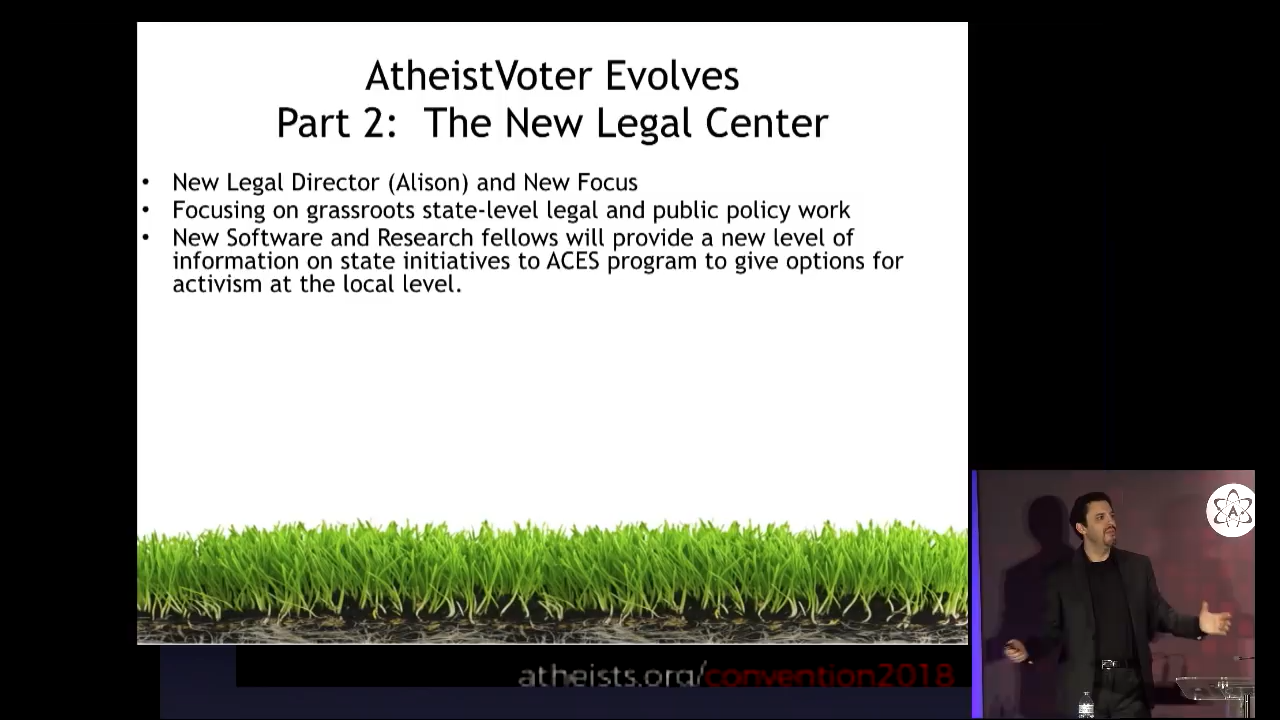 AtheistVoter Evolves
Part 2: The New Legal Center
• New Legal Director (Alison) and New Focus
• Focusing on grassroots state-level legal and public policy work
• New Software and Research fellows will provide a new level of
information on state initiatives to ACES program to give options for
activism at the local level.
A
atheists.org/convention2018